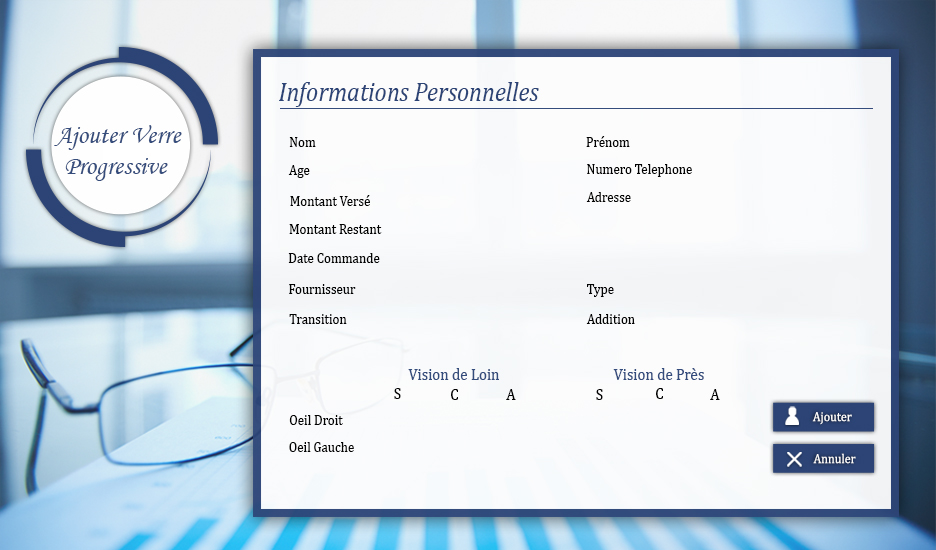 Ajouter Verre
Progressive
Informations Personnelles
Nom Prénom
Age Numero Telephone
Montant Versé Adresse
Montant Restant
Date Commande
Fournisseur Type
Transition Addition
Vision de Loin Vision de Près
S C A S C A
Oeil Droit
Oeil Gauche
Ajouter
Annuler